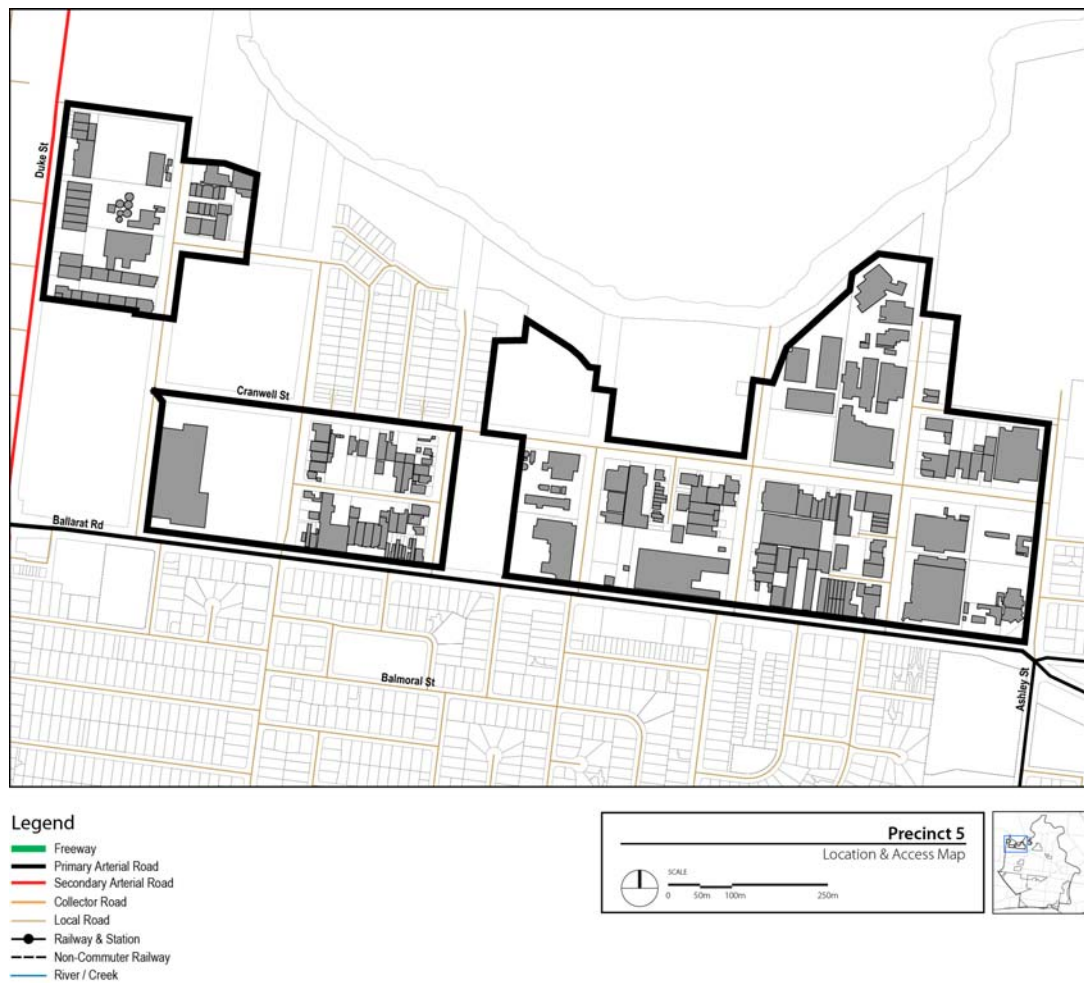 Duke St
Cranwell St
Ballarat Rd
Balmoral St
Ashley St
Legend
Freeway
Primary Arterial Road
Secondary Arterial Road
Collector Road
Local Road
Railway & Station
Non-Commuter Railway
River / Creek
Precinct 5
Location & Access Map
SCALE
0 50m 100m 250m